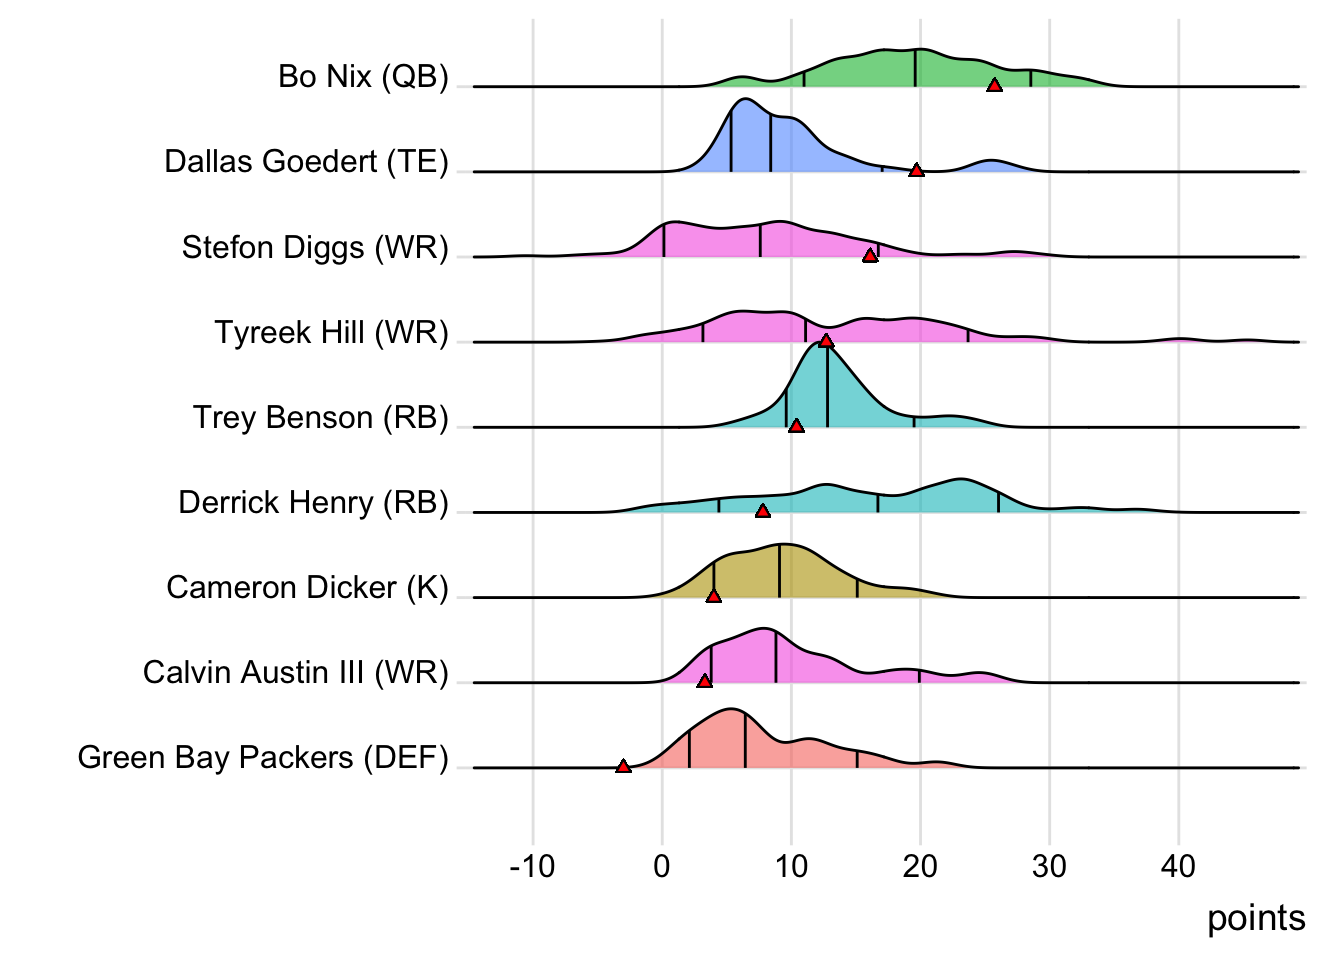 Bo Nix (QB)
Dallas Goedert (TE)
Stefon Diggs (WR)
Tyreek Hill (WR)
Trey Benson (RB)
Derrick Henry (RB)
Cameron Dicker (K)
Calvin Austin III (WR)
Green Bay Packers (DEF)
-10 0 10 20 30 40
points